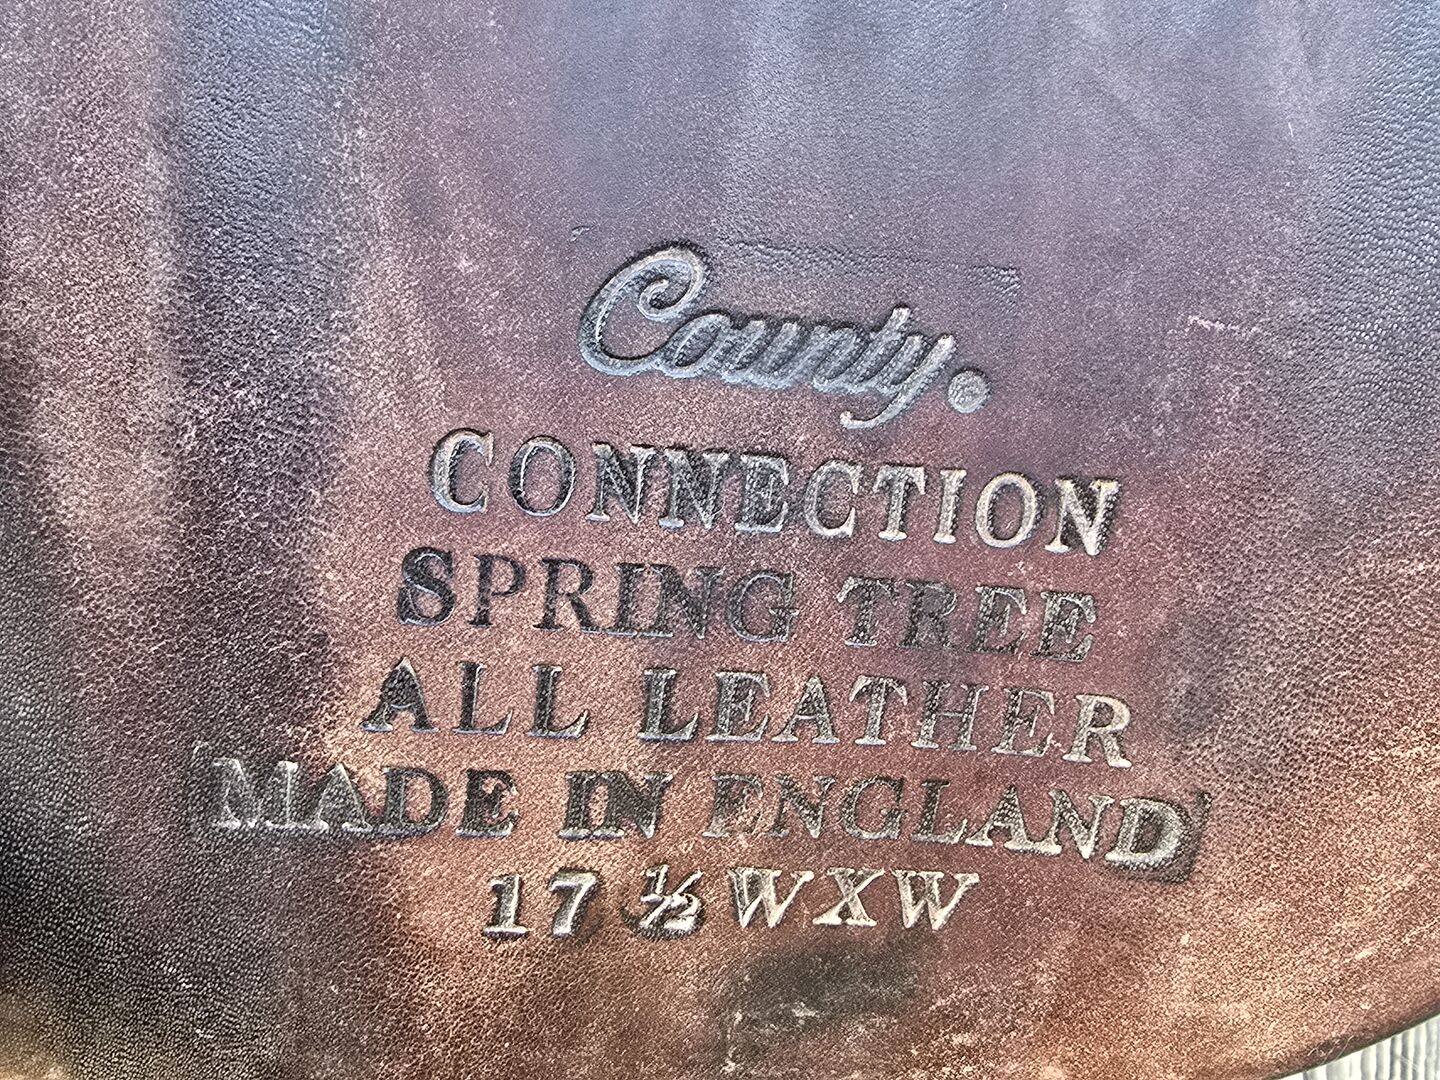 County.
CONNECTION
SPRING TREE
ALL LEATHER
MADE IN ENGLAND
17 ½ WXW